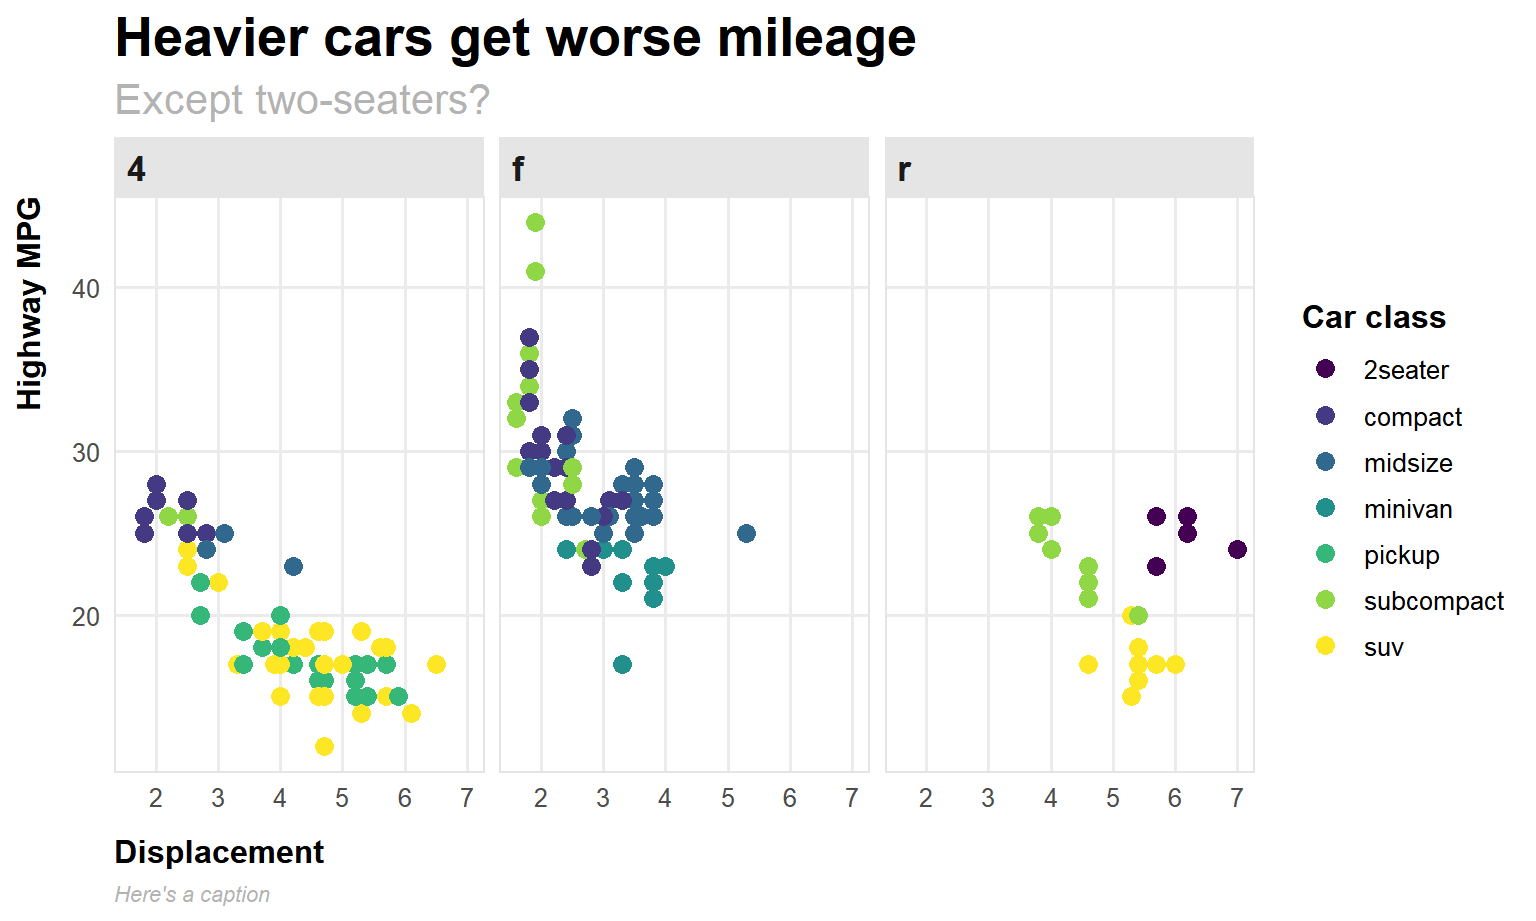 Heavier cars get worse mileage
Except two-seaters?
4 f r
Highway MPG
40
30
20
2 3 4 5 6 7 2 3 4 5 6 7 2 3 4 5 6 7
Displacement
Here's a caption
Car class
2seater
compact
midsize
minivan
pickup
subcompact
suv